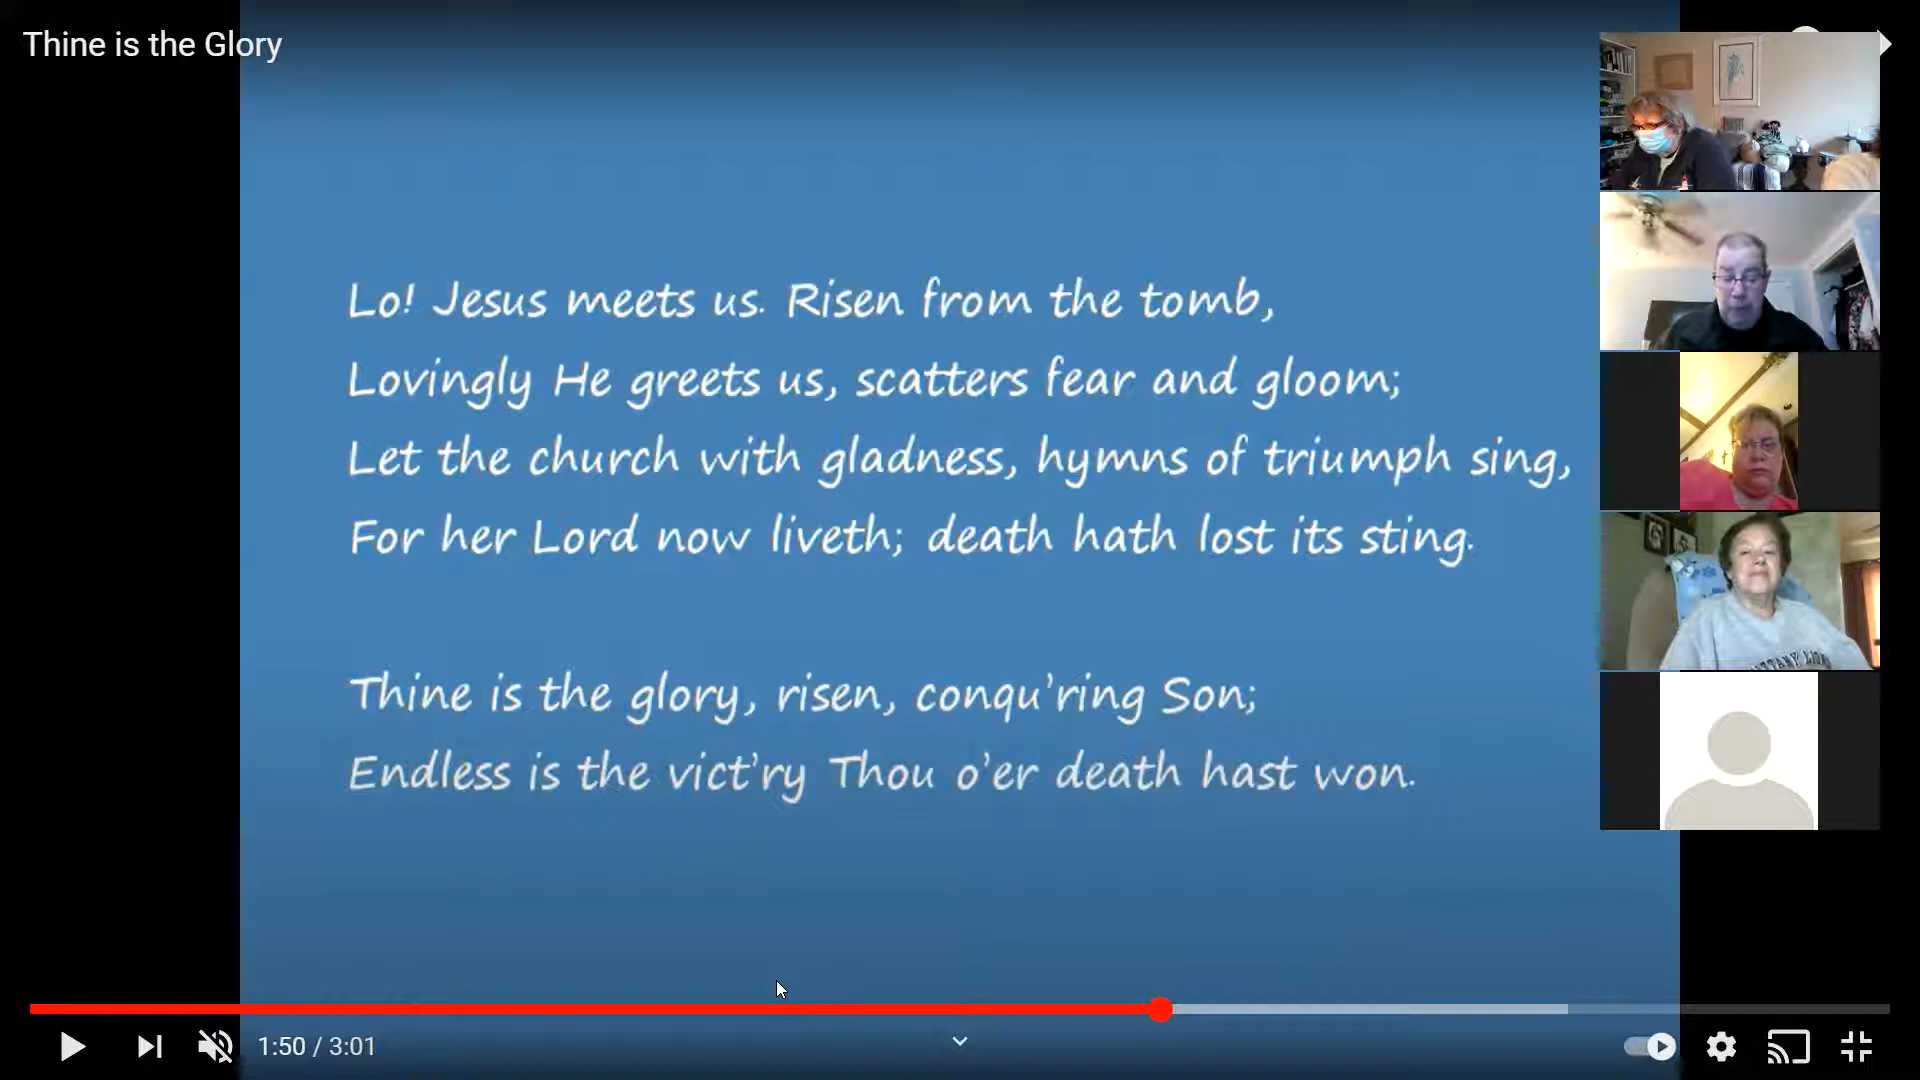 Thine is the Glory
Lo! Jesus meets us. Risen from the tomb,
Lovingly He greets us, scatters fear and gloom;
Let the church with gladness, hymns of triumph sing,
For her Lord now liveth; death hath lost its sting.
Thine is the glory, risen, conqu'ring Son;
Endless is the vict'ry Thou o'er death hast won.
1:50 / 3:01